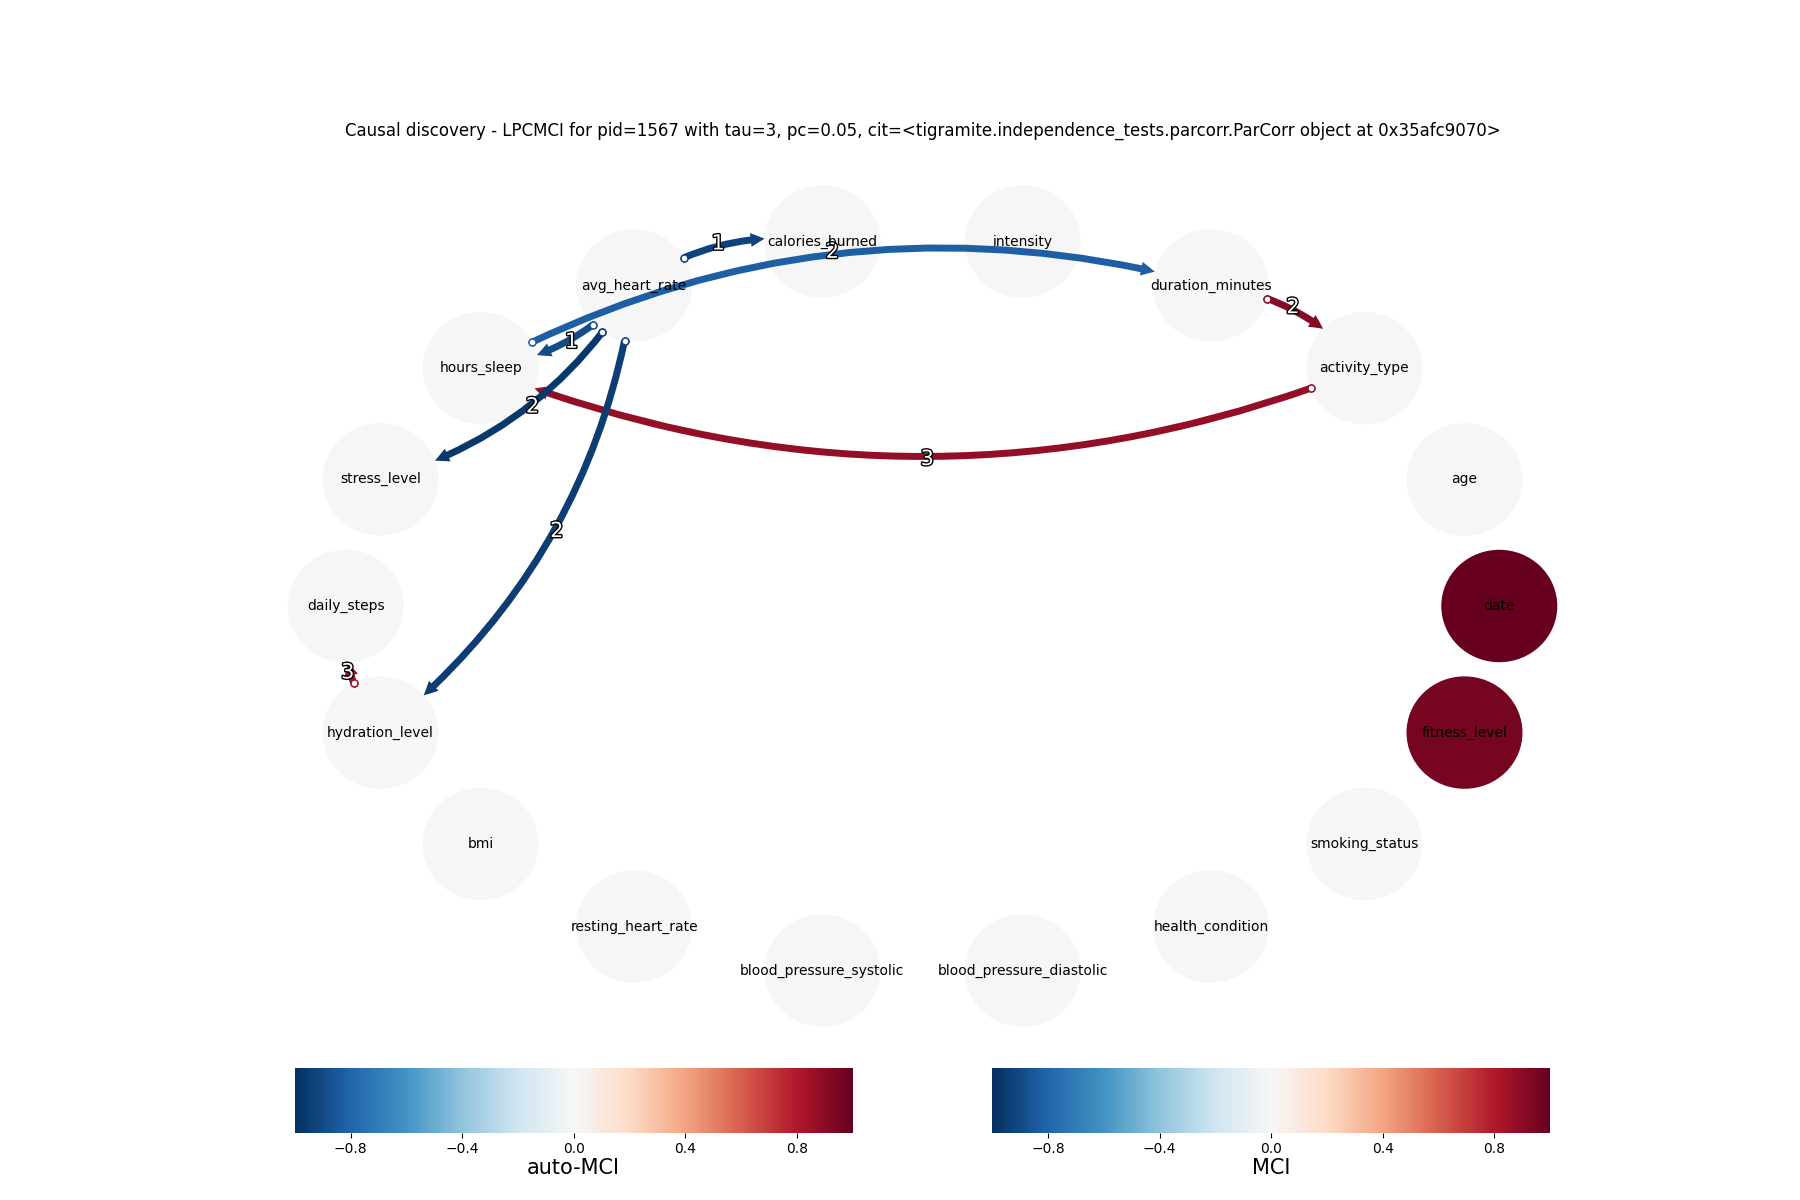 Causal discovery - LPCMCI for pid=1567 with tau=3, pc=0.05, cit=<tigramite.independence_tests.parcorr.ParCorr object at 0x35afc9070>
1
calories_burned
intensity
2
avg_heart_rate
duration_minutes
2
1
hours_sleep
activity_type
2
3
stress_level
age
2
daily_steps
date
3
hydration_level
fitness_level
bmi
smoking_status
resting_heart_rate
health_condition
blood_pressure_systolic
blood_pressure_diastolic
−0.8 −0.4 0.0 0.4 0.8
auto-MCI
−0.8 −0.4 0.0 0.4 0.8
MCI